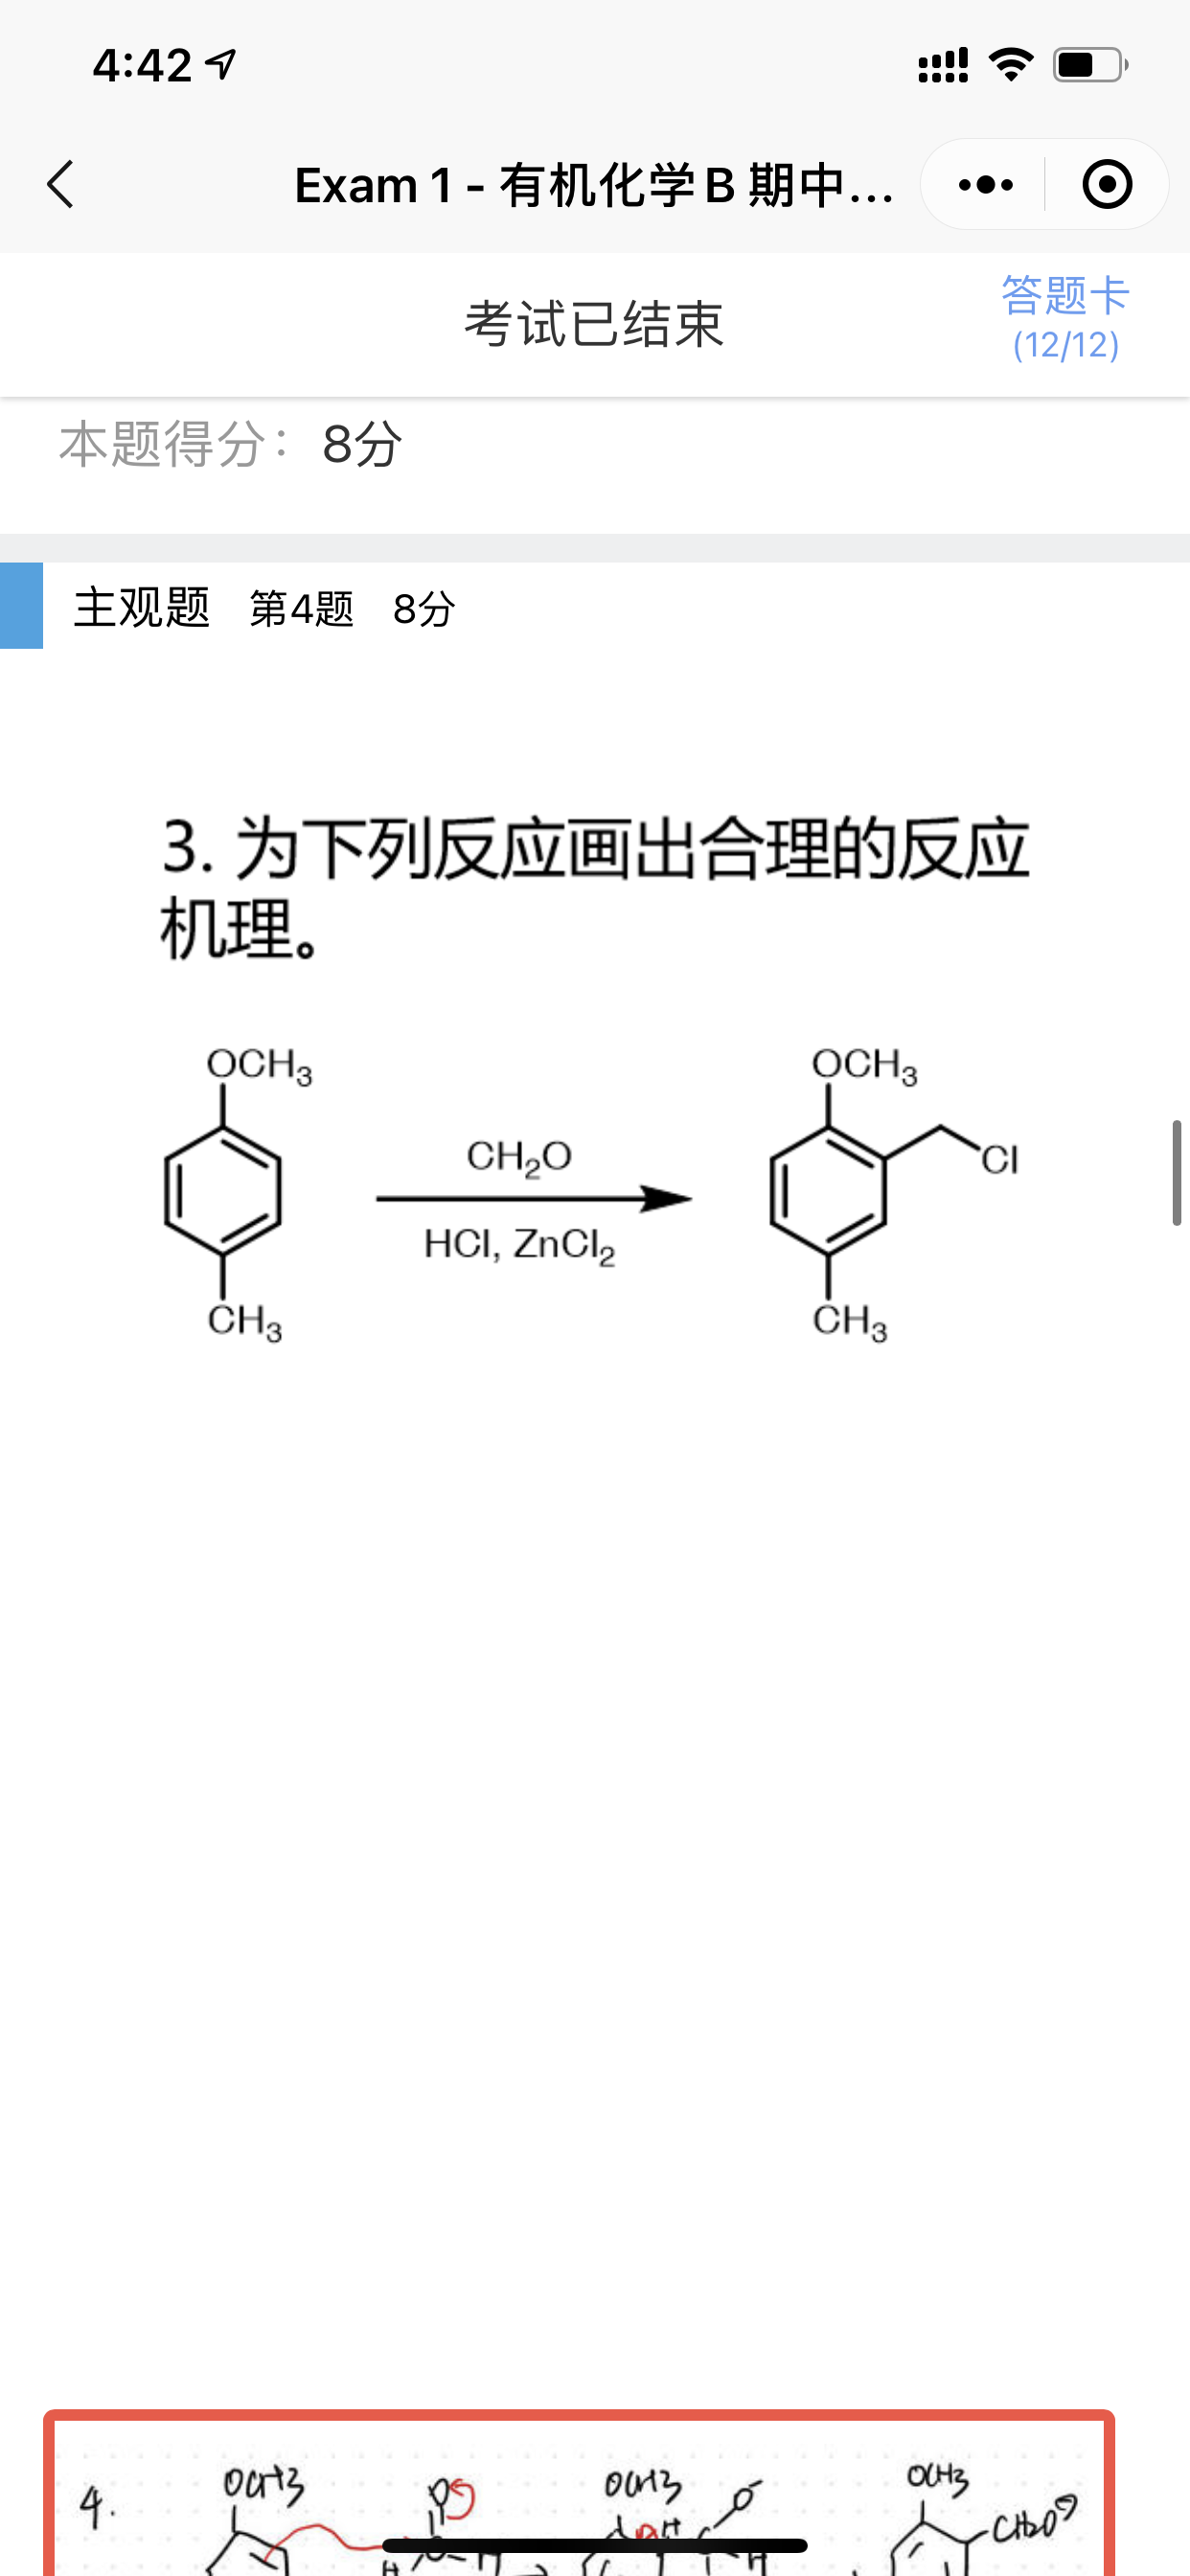 4:42
Exam 1 - 有机化学B 期中...
考试已结束
答题卡
(12/12)
本题得分：8分
主观题 第4题 8分
3. 为下列反应画出合理的反应
机理。
OCH₃
OCH₃
CH₂O
Cl
HCl, ZnCl₂
CH₃
CH₃
4.
OCH3
O
OCH3
O⁻
OCH3
CH₂O⊖
H
H
H
H